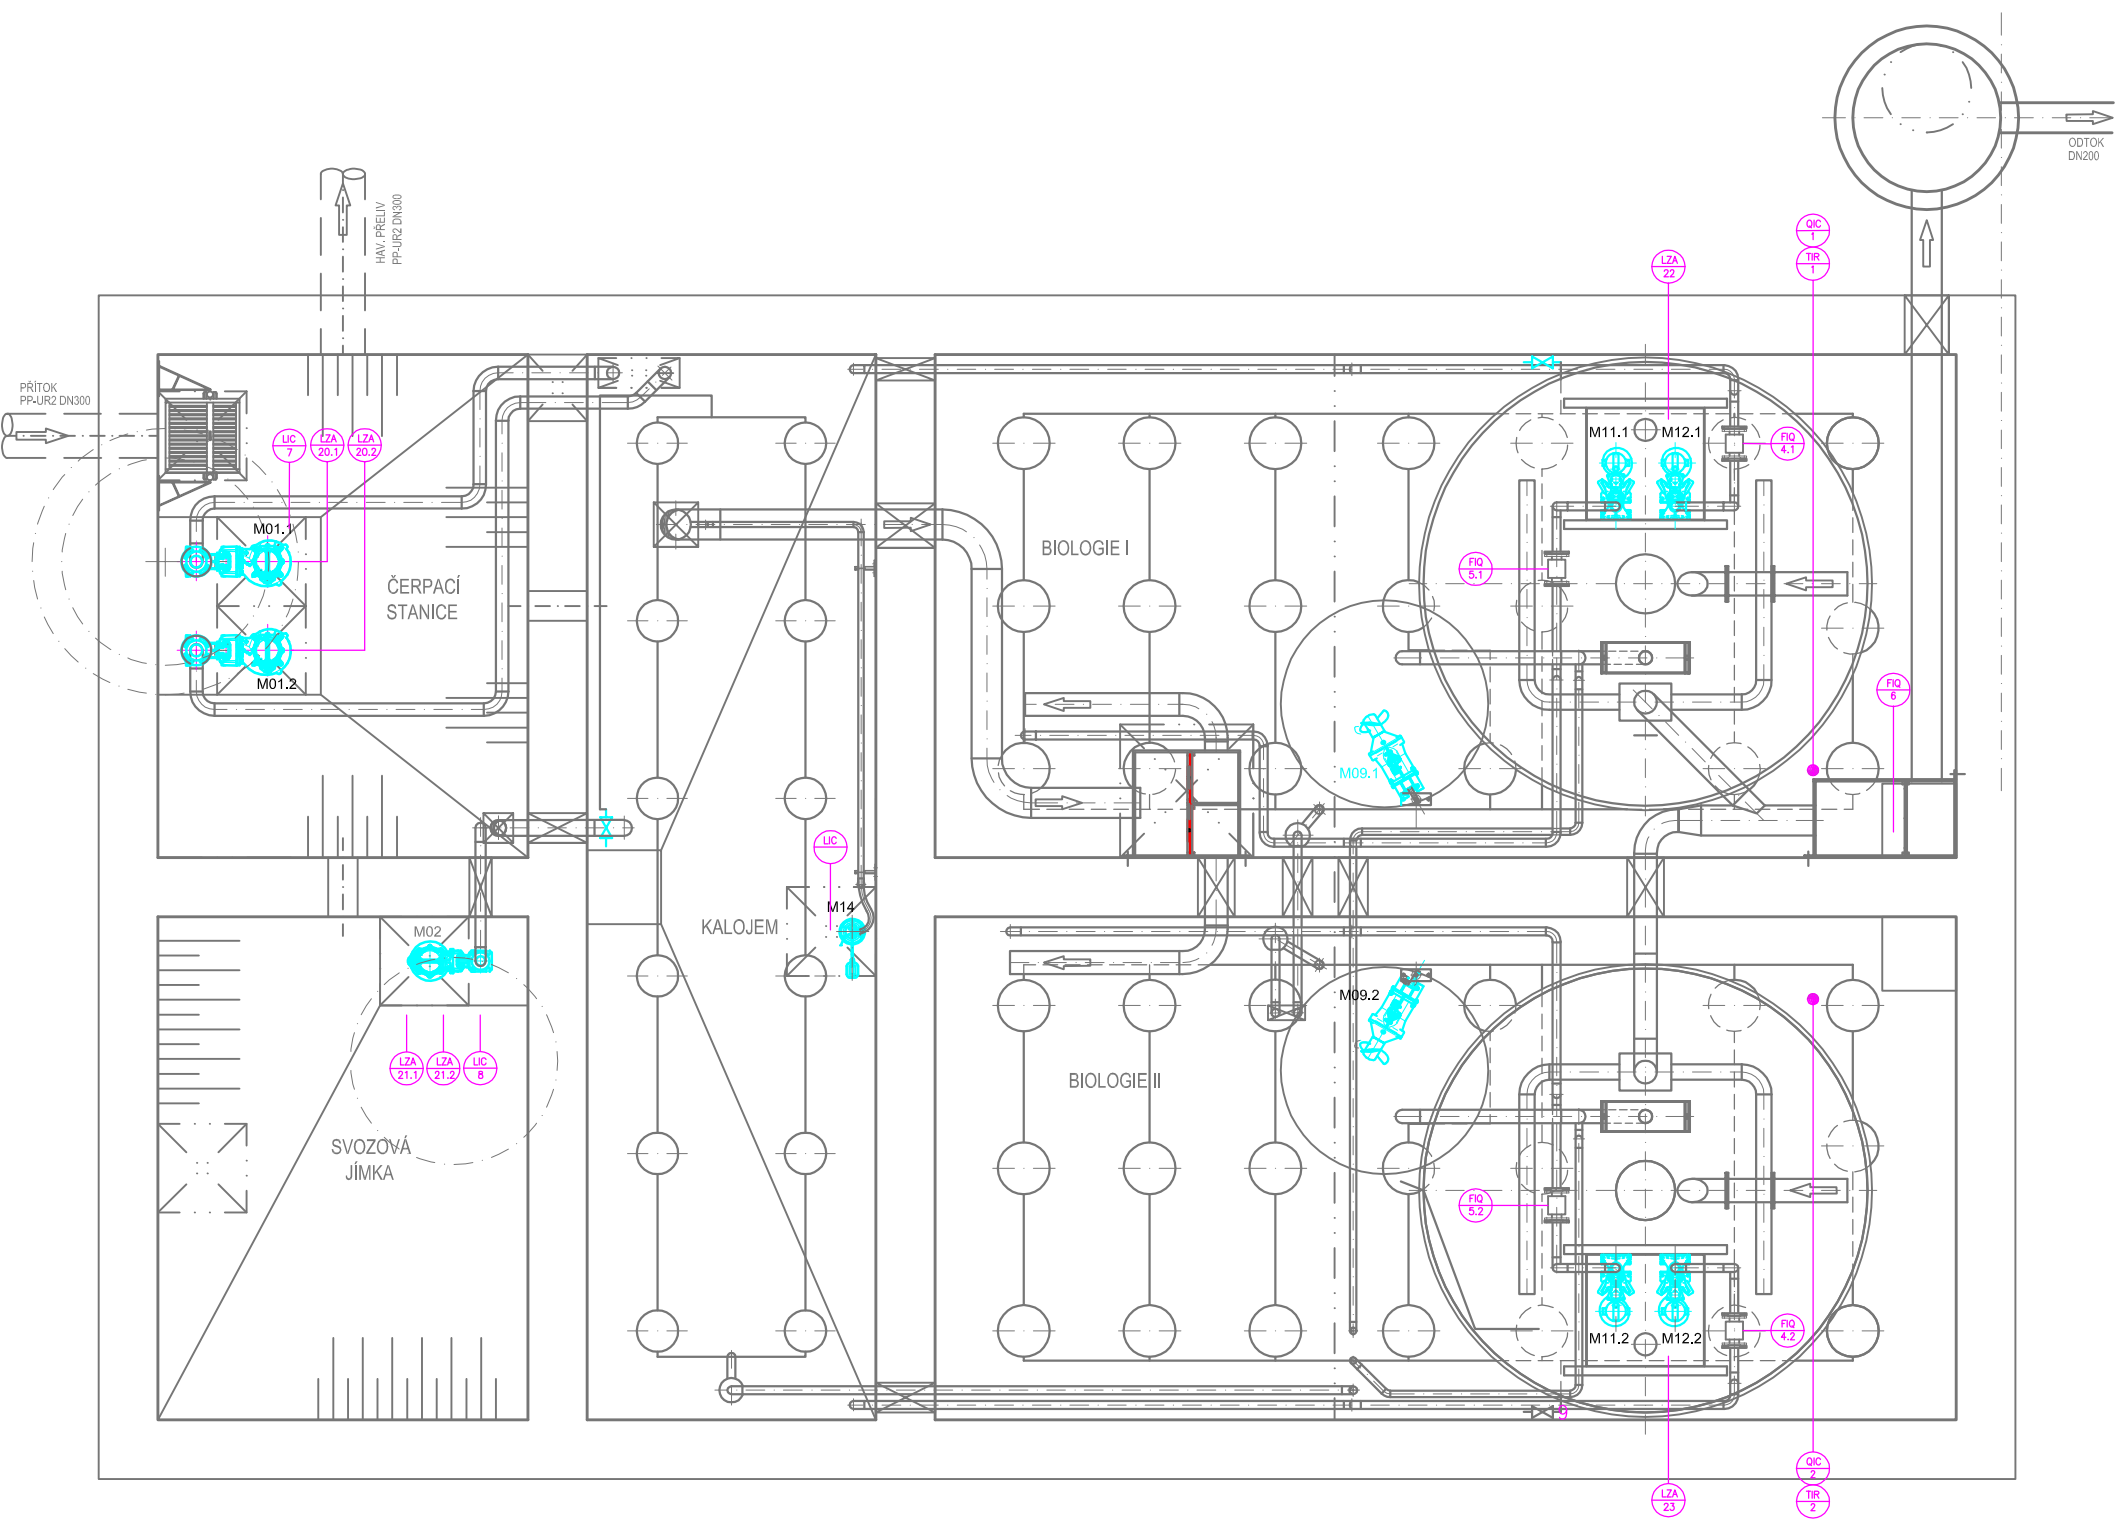 ODTOK
DN200
HAV. PŘELIV
PP-UR2 DN300
QIC
1
TIR
1
LZA
22
PŘÍTOK
PP-UR2 DN300
LIC
7
LZA
20.1
LZA
20.2
M11.1
M12.1
FIQ
4.1
M01.1
BIOLOGIE I
FIQ
5.1
ČERPACÍ
STANICE
M01.2
FIQ
6
M09.1
LIC
M14
KALOJEM
M02
M09.2
LZA
21.1
LZA
21.2
LIC
8
BIOLOGIE II
SVOZOVÁ
JÍMKA
FIQ
5.2
M11.2
M12.2
FIQ
4.2
9
QIC
2
TIR
2
LZA
23